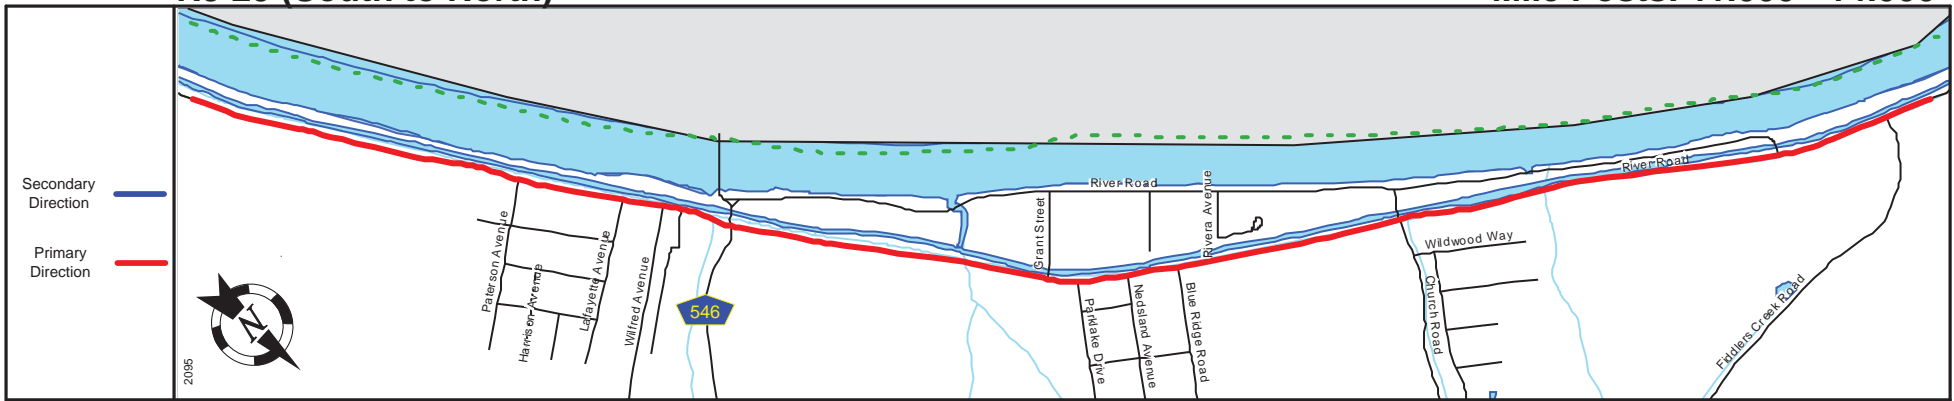 Secondary
Direction
Primary
Direction
2095
Paterson Avenue
Harrison Avenue
Lafayette Avenue
Wilfred Avenue
546
N
Grant Street
River Road
Rivera Avenue
Parklake Drive
Nedsland Avenue
Blue Ridge Road
River Road
Wildwood Way
Church Road
Fiddlers Creek Road